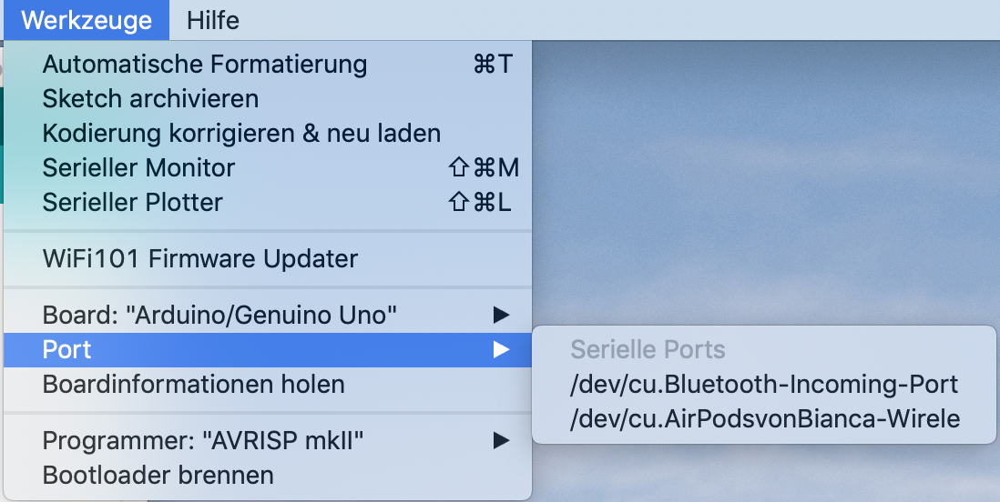 Werkzeuge Hilfe
Automatische Formatierung ⌘T
Sketch archivieren
Kodierung korrigieren & neu laden
Serieller Monitor ⇧⌘M
Serieller Plotter ⇧⌘L
WiFi101 Firmware Updater
Board: "Arduino/Genuino Uno" ▶
Port ▶
Serielle Ports
Boardinformationen holen
/dev/cu.Bluetooth-Incoming-Port
/dev/cu.AirPodsvonBianca-Wirele
Programmer: "AVRISP mkII" ▶
Bootloader brennen